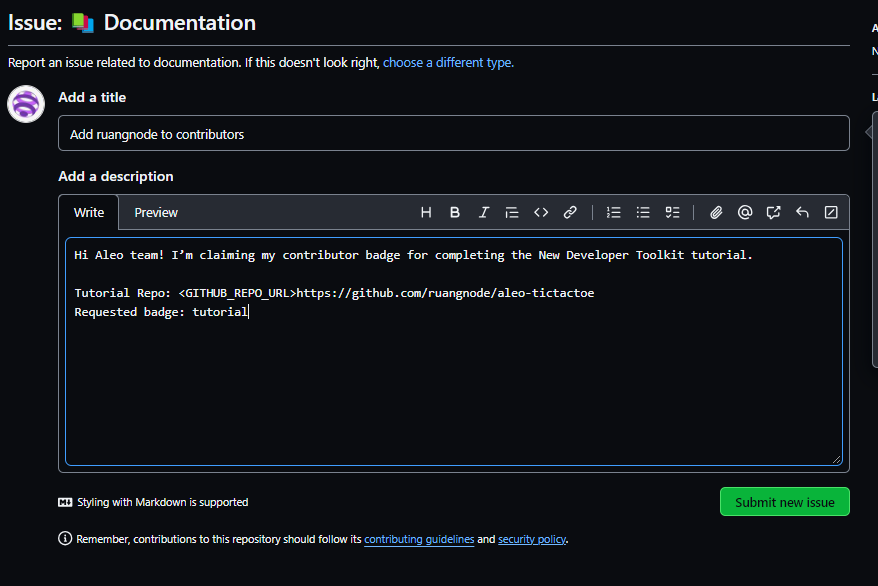 Issue: Documentation
Report an issue related to documentation. If this doesn't look right, choose a different type.
Add a title
Add ruangnode to contributors
Add a description
Write Preview
Hi Aleo team! I’m claiming my contributor badge for completing the New Developer Toolkit tutorial.
Tutorial Repo: <GITHUB_REPO_URL>https://github.com/ruangnode/aleo-tictactoe
Requested badge: tutorial
Styling with Markdown is supported
Submit new issue
Remember, contributions to this repository should follow its contributing guidelines and security policy.